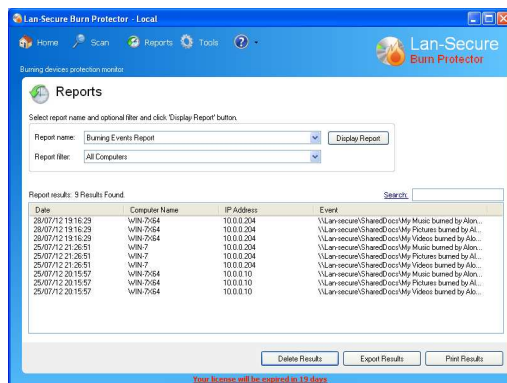 Lan-Secure Burn Protector - Local
Home Scan Reports Tools
Lan-Secure
Burn Protector
Burning devices protection monitor
Reports
Select report name and optional filter and click 'Display Report' button.
Report name: Burning Events Report Display Report
Report filter: All Computers
Report results: 9 Results Found. Search:
Date Computer Name IP Address Event
28/07/12 19:16:29 WIN-7X64 10.0.0.204 \\Lan-secure\SharedDocs\My Music burned by Alon...
28/07/12 19:16:29 WIN-7X64 10.0.0.204 \\Lan-secure\SharedDocs\My Pictures burned by Al...
28/07/12 19:16:29 WIN-7X64 10.0.0.204 \\Lan-secure\SharedDocs\My Videos burned by Alo...
25/07/12 21:26:51 WIN-7 10.0.0.204 \\Lan-secure\SharedDocs\My Music burned by Alon...
25/07/12 21:26:51 WIN-7 10.0.0.204 \\Lan-secure\SharedDocs\My Pictures burned by Al...
25/07/12 21:26:51 WIN-7 10.0.0.204 \\Lan-secure\SharedDocs\My Videos burned by Alo...
25/07/12 20:15:57 WIN-7X64 10.0.0.10 \\Lan-secure\SharedDocs\My Music burned by Alon...
25/07/12 20:15:57 WIN-7X64 10.0.0.10 \\Lan-secure\SharedDocs\My Pictures burned by Al...
25/07/12 20:15:57 WIN-7X64 10.0.0.10 \\Lan-secure\SharedDocs\My Videos burned by Alo...
Delete Results Export Results Print Results
Your license will be expired in 19 days